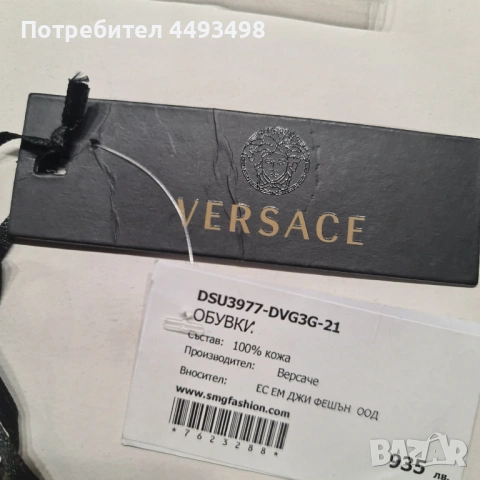 Потребител 4493498
VERSACE
DSU3977-DVG3G-21
ОБУВКИ
Състав: 100% кожа
Производител: Версаче
Вносител: ЕС ЕМ ДЖИ ФЕШЪН ООД
www.smgfashion.com
*7623288*
935 лв.
BAZAR